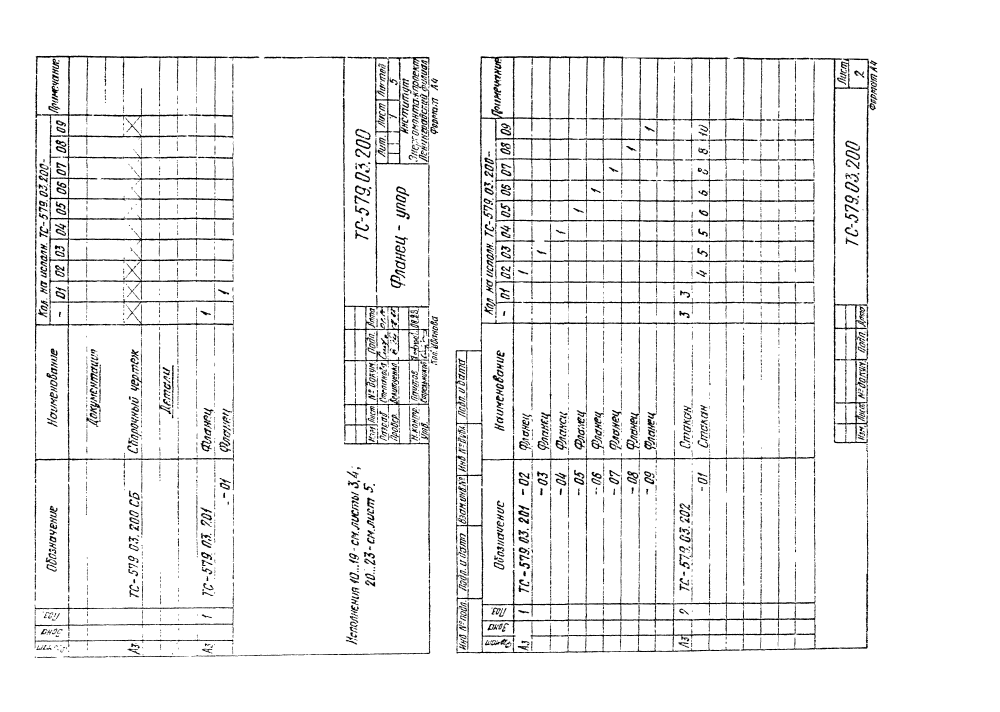 Формат Зона Поз. Обозначение Наименование Кол. на исполн. ТС-579.03.200- Примечание
- 01 02 03 04 05 06 07 08 09
Документация
А3 ТС-579.03.200 СБ Сборочный чертеж
Детали
А3 1 ТС-579.03.201 Фланец 1
-01 Фланец 1
Исполнения 10...19-см.листы 3,4;
20...23-см.лист 5.
ТС-579.03.200
Изм Лист № докум. Подп. Дата
Разраб Степанова
Провер.
Н.контр.
Утв.
Фланец - упор
Лит. Лист Листов
1 5
Институт
Энергомонтажпроект
Ленинградский филиал
Формат А4
Инв № подл. Подп. и дата Взам.инв.№ Инв № дубл. Подп. и дата
Формат Зона Поз Обозначение Наименование Кол. на исполн. ТС-579.03.200- Примечание
- 01 02 03 04 05 06 07 08 09
А3 1 ТС-579.03.201 -02 Фланец 1
-03 Фланец 1
-04 Фланец 1
-05 Фланец 1
-06 Фланец 1
-07 Фланец 1
-08 Фланец 1
-09 Фланец 1
А3 2 ТС-579.03.202 Стакан 3 3
-01 Стакан 4 5 5 6 6 8 8 10
Изм. Лист № докум. Подп. Дата
ТС-579.03.200
Лист
2
Формат А4